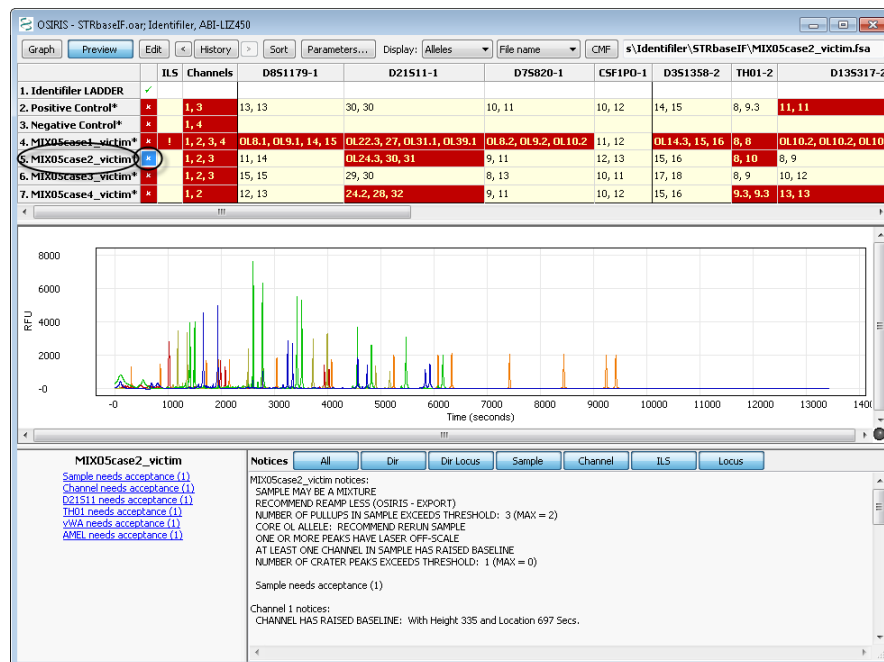 OSIRIS - STRbaseIF.oar; Identifiler, ABI-LIZ450
Graph Preview Edit < History > Sort Parameters... Display: Alleles File name CMF s\Identifiler\STRbaseIF\MIX05case2_victim.fsa
ILS Channels D8S1179-1 D21S11-1 D7S820-1 CSF1PO-1 D3S1358-2 TH01-2 D13S317-2
1. Identifiler LADDER
2. Positive Control* 1, 3 13, 13 30, 30 10, 11 10, 12 14, 15 8, 9.3 11, 11
3. Negative Control* 1, 4
4. MIX05case1_victim* ! 1, 2, 3, 4 OL8.1, OL9.1, 14, 15 OL22.3, 27, OL31.1, OL39.1 OL8.2, OL9.2, OL10.2 11, 12 OL14.3, 15, 16 8, 8 OL10.2, OL10.2, OL10
5. MIX05case2_victim* 1, 2, 3 11, 14 OL24.3, 30, 31 9, 11 12, 13 15, 16 8, 10 8, 9
6. MIX05case3_victim* 1, 2, 3 15, 15 29, 30 8, 13 10, 11 17, 18 8, 9 10, 12
7. MIX05case4_victim* 1, 2 12, 13 24.2, 28, 32 9, 11 10, 12 15, 16 9.3, 9.3 13, 13
8000
6000
4000
2000
-0
RFU
-0 1000 2000 3000 4000 5000 6000 7000 8000 9000 10000 11000 12000 13000 1400
Time (seconds)
MIX05case2_victim
Sample needs acceptance (1)
Channel needs acceptance (1)
D21S11 needs acceptance (1)
TH01 needs acceptance (1)
vWA needs acceptance (1)
AMEL needs acceptance (1)
Notices All Dir Dir Locus Sample Channel ILS Locus
MIX05case2_victim notices:
SAMPLE MAY BE A MIXTURE
RECOMMEND REAMP LESS (OSIRIS - EXPORT)
NUMBER OF PULLUPS IN SAMPLE EXCEEDS THRESHOLD: 3 (MAX = 2)
CORE OL ALLELE: RECOMMEND RERUN SAMPLE
ONE OR MORE PEAKS HAVE LASER OFF-SCALE
AT LEAST ONE CHANNEL IN SAMPLE HAS RAISED BASELINE
NUMBER OF CRATER PEAKS EXCEEDS THRESHOLD: 1 (MAX = 0)
Sample needs acceptance (1)
Channel 1 notices:
CHANNEL HAS RAISED BASELINE: With Height 335 and Location 697 Secs.